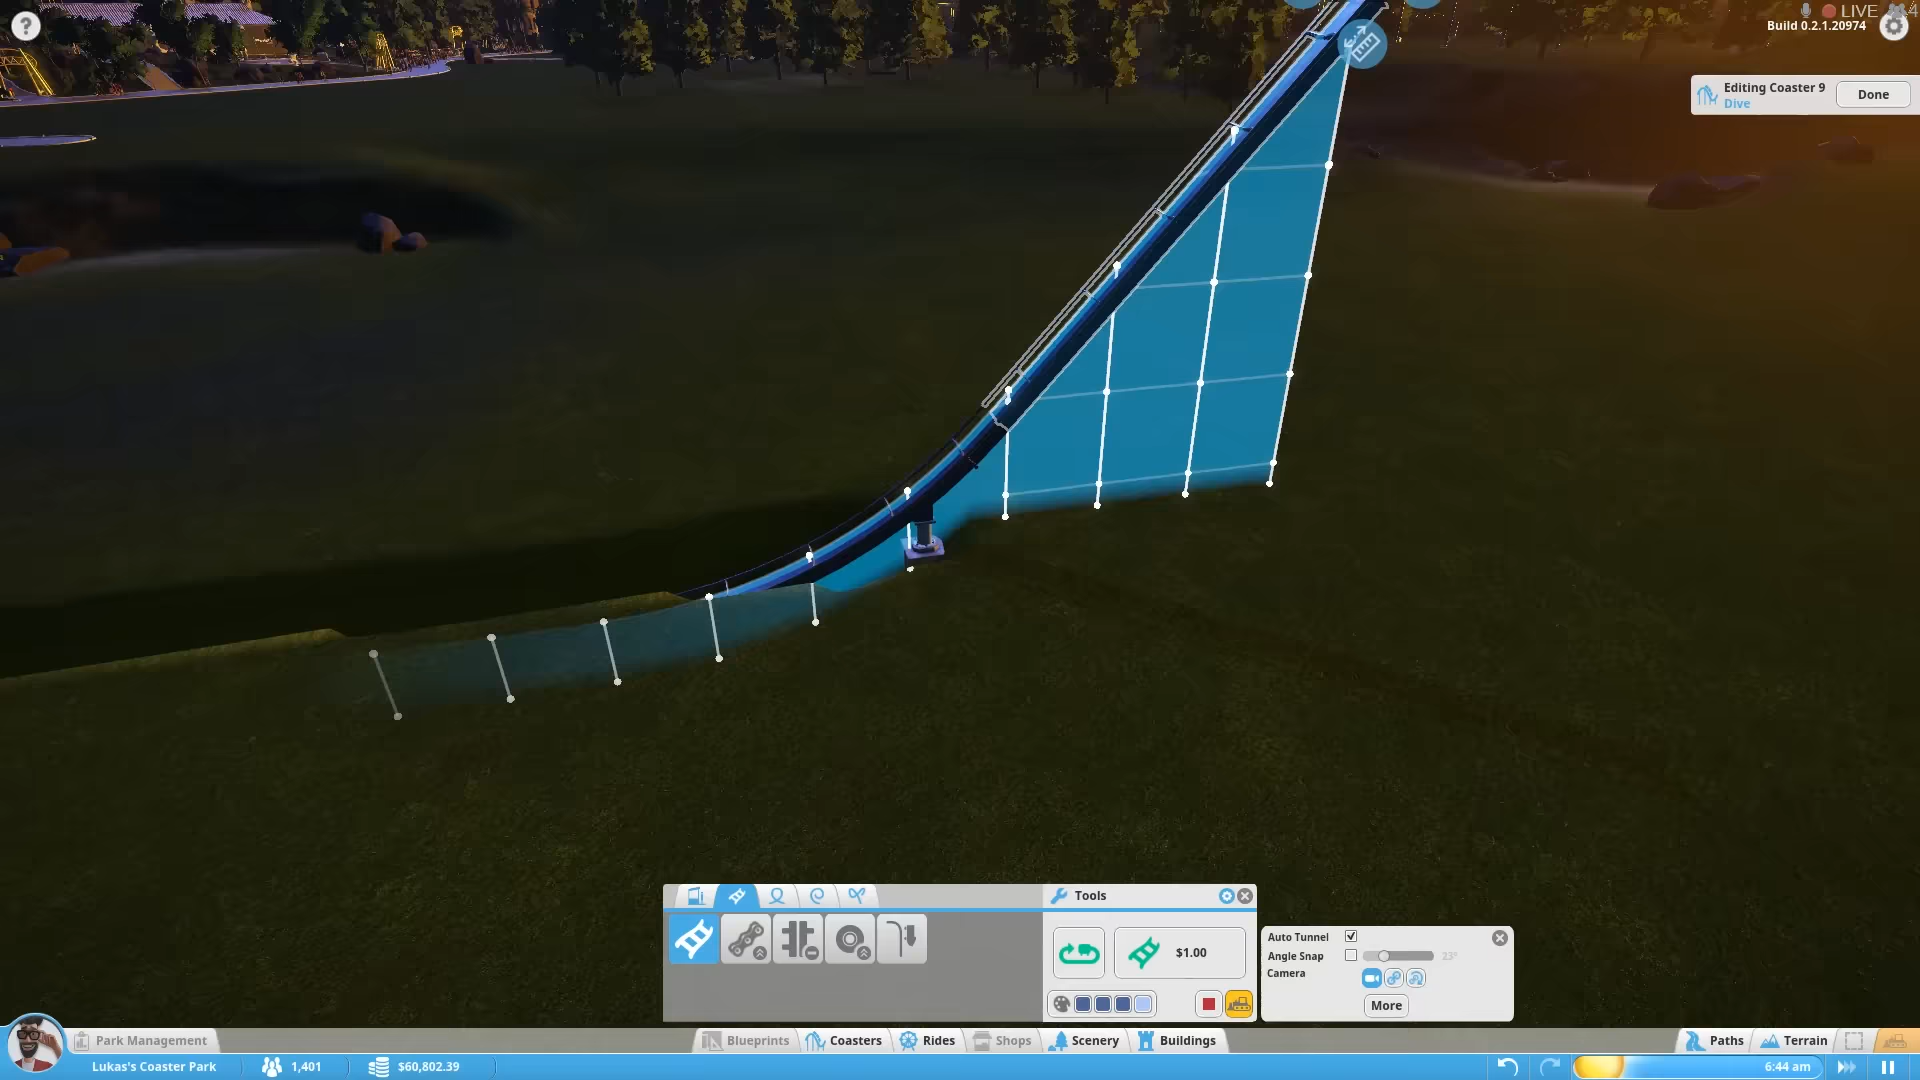 ?
LIVE 4
Build 0.2.1.20974
Editing Coaster 9
Dive
Done
Tools
$1.00
Auto Tunnel
Angle Snap
23°
Camera
More
Park Management
Blueprints
Coasters
Rides
Shops
Scenery
Buildings
Paths
Terrain
Lukas's Coaster Park
1,401
$60,802.39
6:44 am